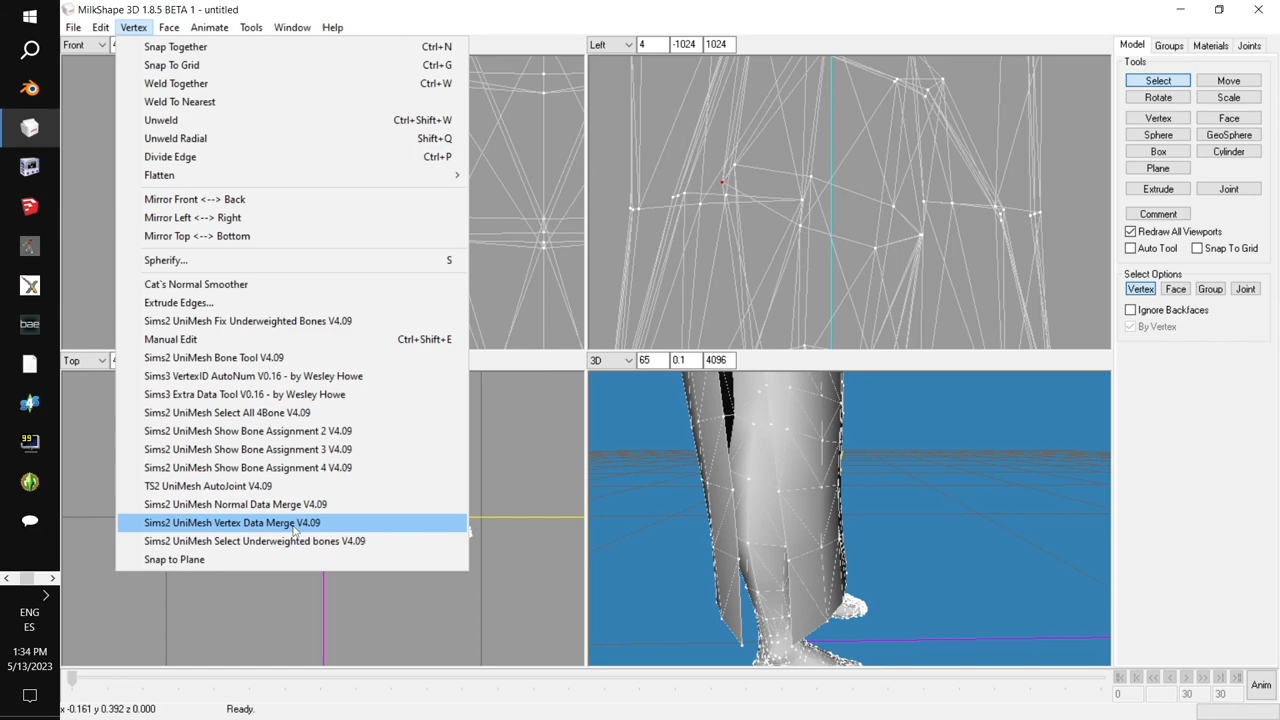 MilkShape 3D 1.8.5 BETA 1 - untitled
File Edit Vertex Face Animate Tools Window Help
Front
Left 4 -1024 1024
Model Groups Materials Joints
Tools
Select Move
Rotate Scale
Vertex Face
Sphere GeoSphere
Box Cylinder
Plane
Extrude Joint
Comment
Redraw All Viewports
Auto Tool Snap To Grid
Select Options
Vertex Face Group Joint
Ignore Backfaces
By Vertex
Snap Together Ctrl+N
Snap To Grid Ctrl+G
Weld Together Ctrl+W
Weld To Nearest
Unweld Ctrl+Shift+W
Unweld Radial Shift+Q
Divide Edge Ctrl+P
Flatten
Mirror Front <--> Back
Mirror Left <--> Right
Mirror Top <--> Bottom
Spherify... S
Cat`s Normal Smoother
Extrude Edges...
Sims2 UniMesh Fix Underweighted Bones V4.09
Manual Edit Ctrl+Shift+E
Sims2 UniMesh Bone Tool V4.09
Sims3 VertexID AutoNum V0.16 - by Wesley Howe
Sims3 Extra Data Tool V0.16 - by Wesley Howe
Sims2 UniMesh Select All 4Bone V4.09
Sims2 UniMesh Show Bone Assignment 2 V4.09
Sims2 UniMesh Show Bone Assignment 3 V4.09
Sims2 UniMesh Show Bone Assignment 4 V4.09
TS2 UniMesh AutoJoint V4.09
Sims2 UniMesh Normal Data Merge V4.09
Sims2 UniMesh Vertex Data Merge V4.09
Sims2 UniMesh Select Underweighted bones V4.09
Snap to Plane
Top
3D 65 0.1 4096
bae
99
ENG
ES
1:34 PM
5/13/2023
0 30 30
Anim
x -0.161 y 0.392 z 0.000 Ready.